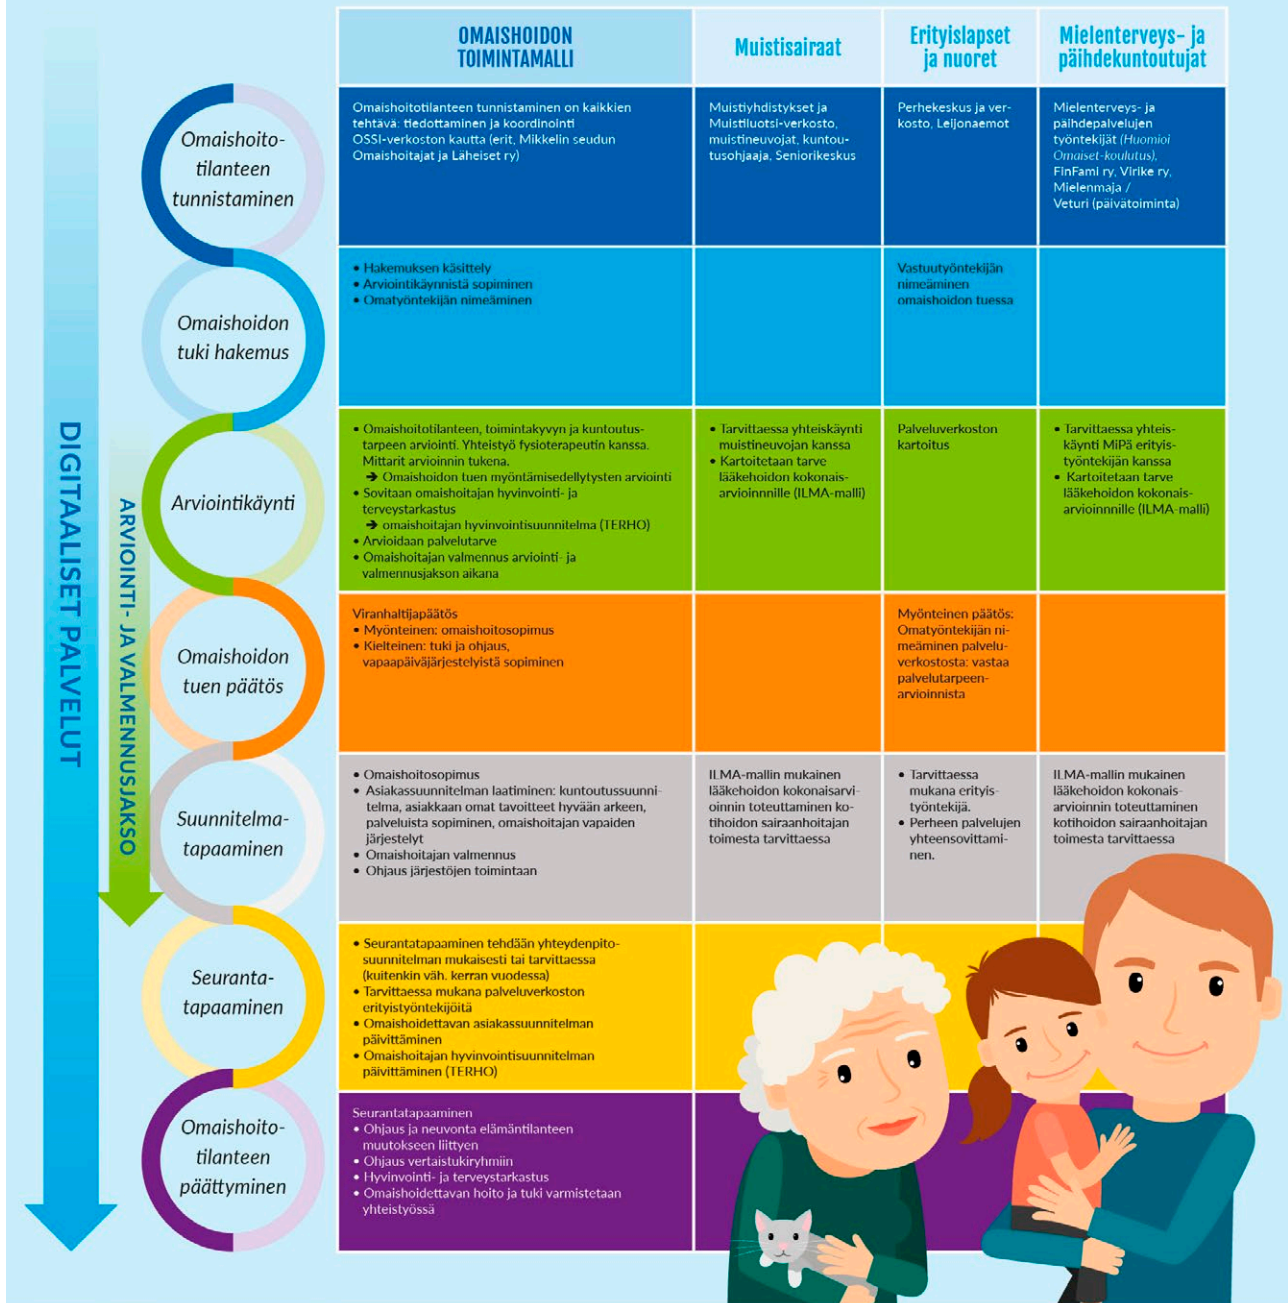 OMAISHOIDON
TOIMINTAMALLI
Muistisairaat
Erityislapset
ja nuoret
Mielenterveys- ja
päihdekuntoutujat
DIGITAALISET PALVELUT
ARVIOINTI- JA VALMENNUSJAKSO
Omaishoito-
tilanteen
tunnistaminen
Omaishoitotilanteen tunnistaminen on kaikkien
tehtävä: tiedottaminen ja koordinointi
OSSI-verkoston kautta (erit, Mikkelin seudun
Omaishoitajat ja Läheiset ry)
Muistiyhdistykset ja
Muistiluotsi-verkosto,
muistineuvojat, kuntou-
tusohjaaja, Seniorikeskus
Perhekeskus ja ver-
kosto, Leijonaemot
Mielenterveys- ja
päihdepalvelujen
työntekijät (Huomioi
Omaiset-koulutus),
FinFami ry, Virike ry,
Mielenmaja /
Veturi (päivätoiminta)
Omaishoidon
tuki hakemus
• Hakemuksen käsittely
• Arviointikäynnistä sopiminen
• Omatyöntekijän nimeäminen
Vastuutyöntekijän
nimeäminen
omaishoidon tuessa
Arviointikäynti
• Omaishoitotilanteen, toimintakyvyn ja kuntoutus-
tarpeen arviointi. Yhteistyö fysioterapeutin kanssa.
Mittarit arvioinnin tukena.
➔ Omaishoidon tuen myöntämisedellytysten arviointi
• Sovitaan omaishoitajan hyvinvointi- ja
terveystarkastus
➔ omaishoitajan hyvinvointisuunnitelma (TERHO)
• Arvioidaan palvelutarve
• Omaishoitajan valmennus arviointi- ja
valmennusjakson aikana
• Tarvittaessa yhteiskäynti
muistineuvojan kanssa
• Kartoitetaan tarve
lääkehoidon kokonais-
arvioinnnille (ILMA-malli)
Palveluverkoston
kartoitus
• Tarvittaessa yhteis-
käynti MiPä erityis-
työntekijän kanssa
• Kartoitetaan tarve
lääkehoidon kokonais-
arvioinnnille (ILMA-malli)
Omaishoidon
tuen päätös
Viranhaltijapäätös
• Myönteinen: omaishoitosopimus
• Kielteinen: tuki ja ohjaus,
vapaapäiväjärjestelyistä sopiminen
Myönteinen päätös:
Omatyöntekijän ni-
meäminen palvelu-
verkostosta: vastaa
palvelutarpeen-
arvioinnista
Suunnitelma-
tapaaminen
• Omaishoitosopimus
• Asiakassuunnitelman laatiminen: kuntoutussuunni-
telma, asiakkaan omat tavoitteet hyvään arkeen,
palveluista sopiminen, omaishoitajan vapaiden
järjestelyt
• Omaishoitajan valmennus
• Ohjaus järjestöjen toimintaan
ILMA-mallin mukainen
lääkehoidon kokonaisarvi-
oinnin toteuttaminen ko-
tihoidon sairaanhoitajan
toimesta tarvittaessa
• Tarvittaessa
mukana erityis-
työntekijä.
• Perheen palvelujen
yhteensovittami-
nen.
ILMA-mallin mukainen
lääkehoidon kokonais-
arvioinnin toteuttaminen
kotihoidon sairaanhoitajan
toimesta tarvittaessa
Seuranta-
tapaaminen
• Seurantatapaaminen tehdään yhteydenpito-
suunnitelman mukaisesti tai tarvittaessa
(kuitenkin väh. kerran vuodessa)
• Tarvittaessa mukana palveluverkoston
erityistyöntekijöitä
• Omaishoidettavan asiakassuunnitelman
päivittäminen
• Omaishoitajan hyvinvointisuunnitelman
päivittäminen (TERHO)
Omaishoito-
tilanteen
päättyminen
Seurantatapaaminen
• Ohjaus ja neuvonta elämäntilanteen
muutokseen liittyen
• Ohjaus vertaistukiryhmiin
• Hyvinvointi- ja terveystarkastus
• Omaishoidettavan hoito ja tuki varmistetaan
yhteistyössä